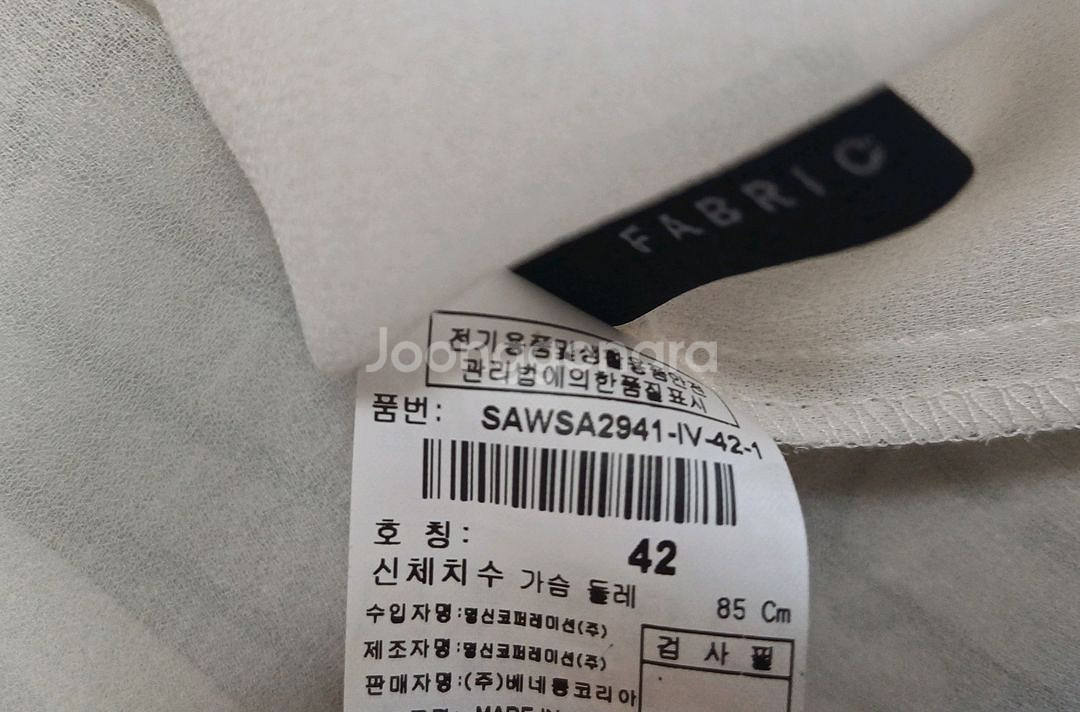 FABRIC
Joongonara
전기용품및생활용품안전
관리법에의한품질표시
품번: SAWSA2941-IV-42-1
호 칭: 42
신체치수 가슴 둘레 85 Cm
수입자명:명신코퍼레이션(주)
제조자명:명신코퍼레이션(주)
검 사 필
판매자명:(주)베네통코리아
MADE IN